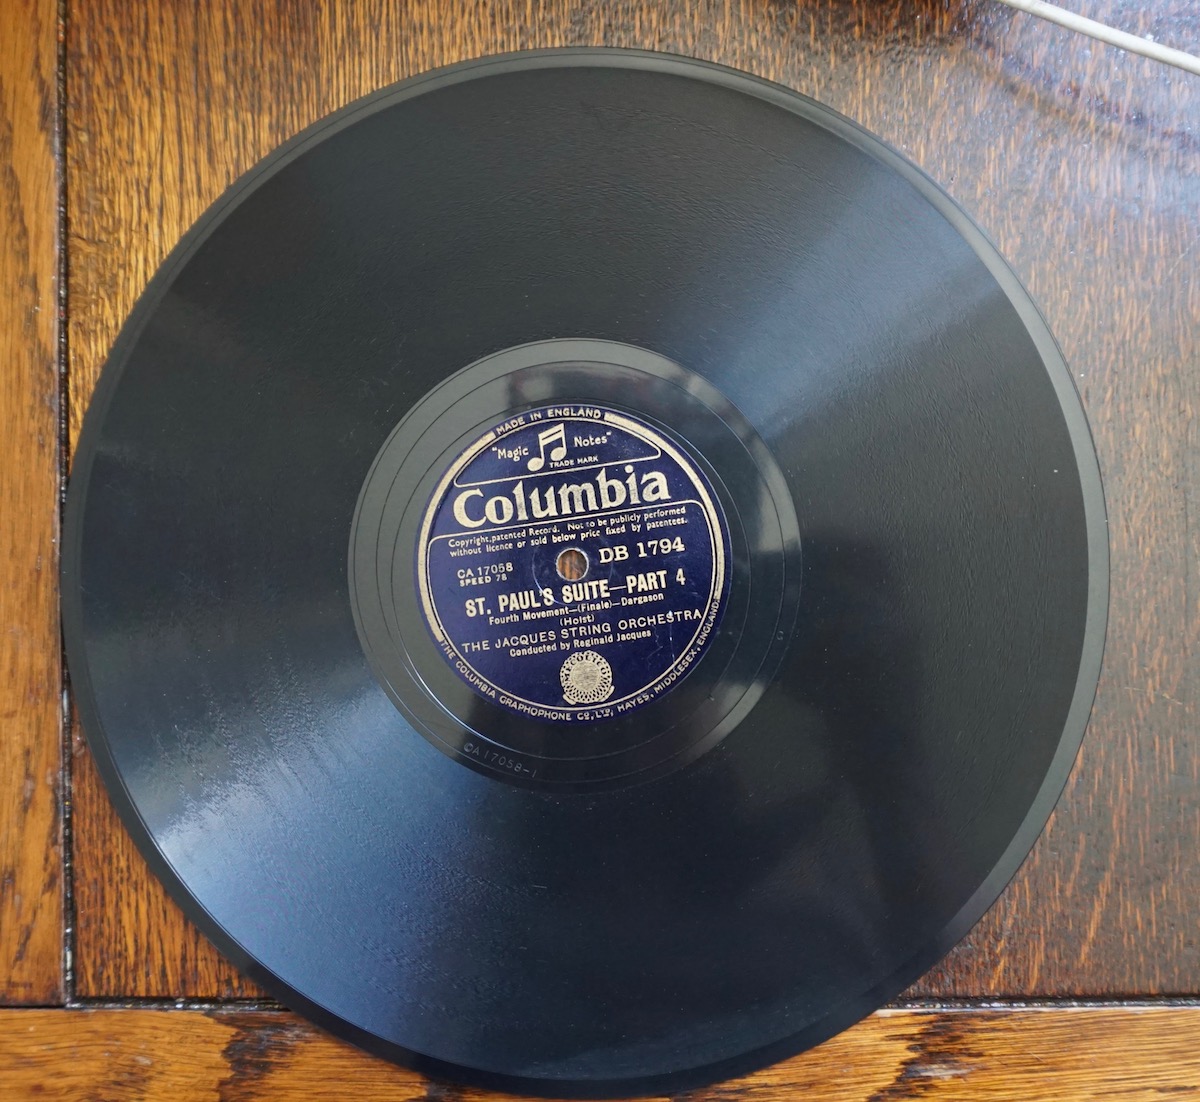 MADE IN ENGLAND
"Magic Notes"
TRADE MARK
Columbia
Copyright, patented Record. Not to be publicly performed
without licence or sold below price fixed by patentees.
CA 17058
SPEED 78
DB 1794
ST. PAUL'S SUITE—PART 4
Fourth Movement—(Finale)—Dargason
(Holst)
THE JACQUES STRING ORCHESTRA
Conducted by Reginald Jacques
THE COLUMBIA GRAPHOPHONE CO., LTD, HAYES, MIDDLESEX, ENGLAND.
CA 17058-1